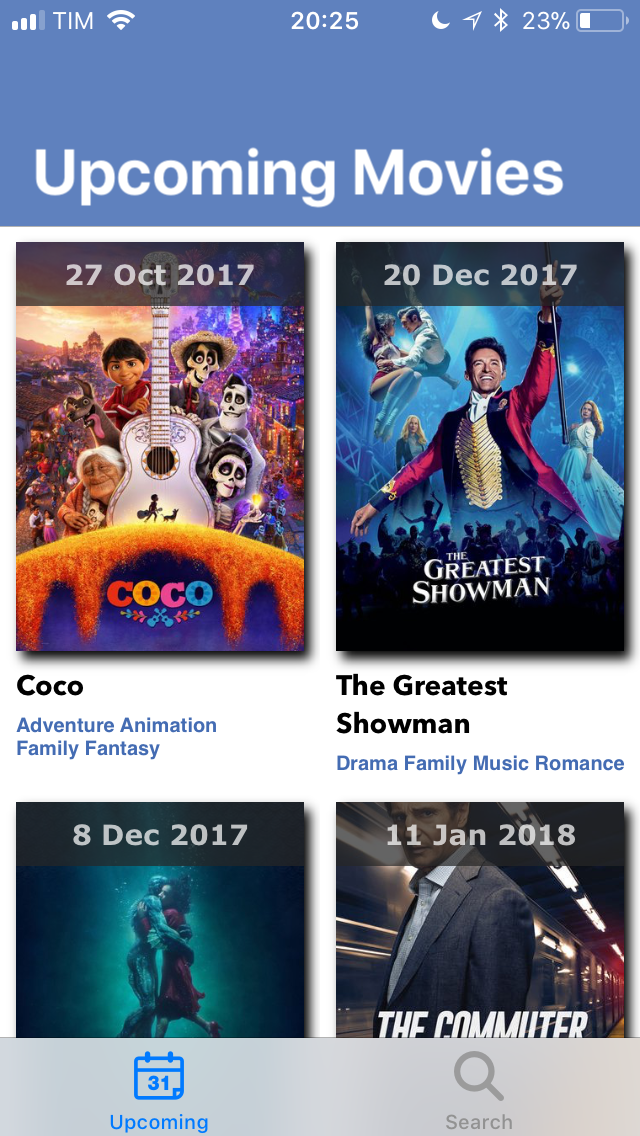 TIM 20:25 23%
Upcoming Movies
27 Oct 2017
20 Dec 2017
COCO
THE
GREATEST
SHOWMAN
Coco
Adventure Animation
Family Fantasy
The Greatest
Showman
Drama Family Music Romance
8 Dec 2017
11 Jan 2018
THE COMMUTER
31
Upcoming
Search